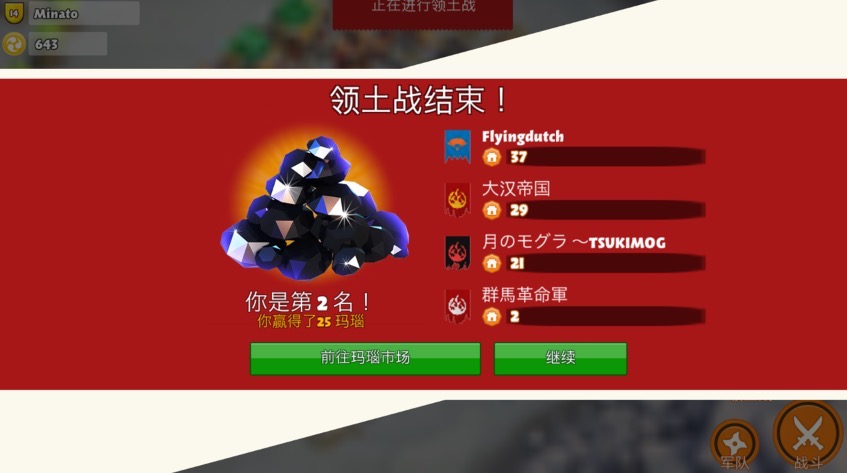 14
Minato
正在进行领土战
643
领土战结束！
Flyingdutch
37
大汉帝国
29
月のモグラ～TSUKIMOG
21
群馬革命軍
2
你是第 2 名！
你赢得了25 玛瑙
前往玛瑙市场
继续
军队
战斗